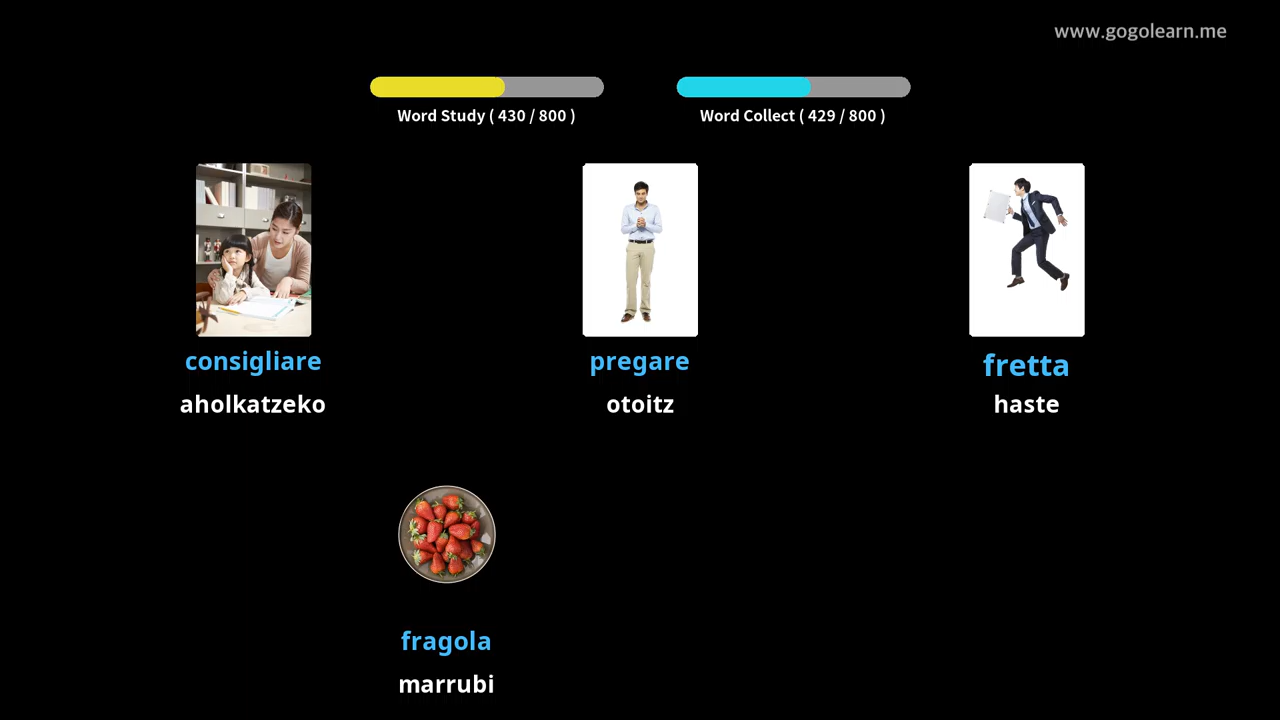 www.gogolearn.me
Word Study ( 430 / 800 )
Word Collect ( 429 / 800 )
consigliare
aholkatzeko
pregare
otoitz
fretta
haste
fragola
marrubi